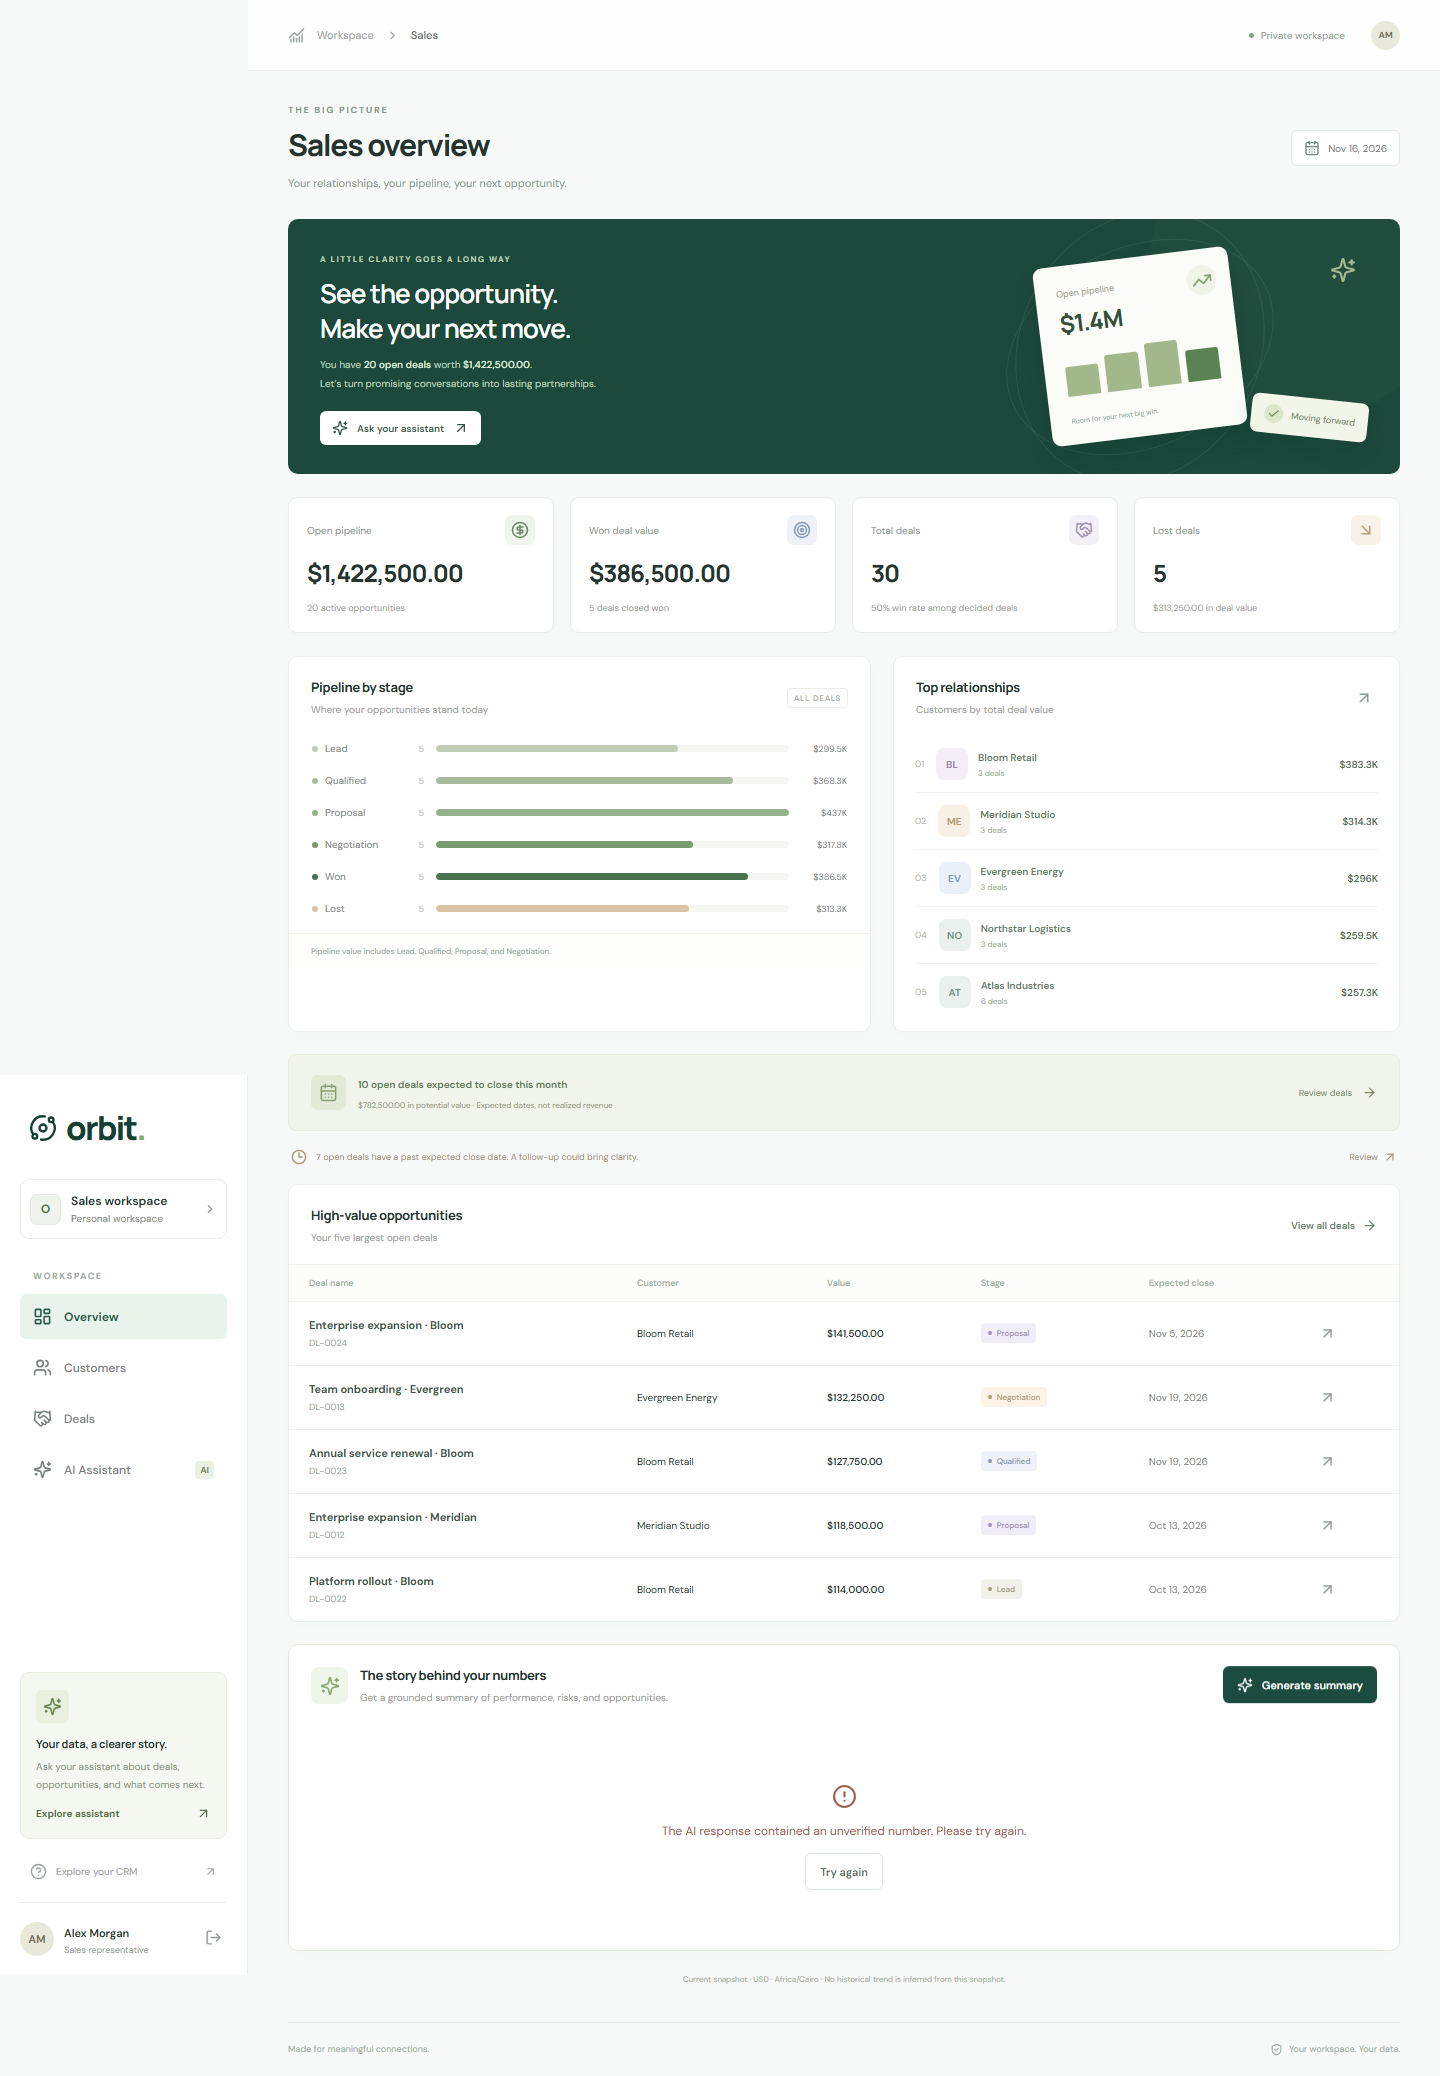 Workspace
Sales
Private workspace
AM
THE BIG PICTURE
Sales overview
Nov 16, 2026
Your relationships, your pipeline, your next opportunity.
A LITTLE CLARITY GOES A LONG WAY
See the opportunity.
Make your next move.
You have 20 open deals worth $1,422,500.00.
Let's turn promising conversations into lasting partnerships.
Ask your assistant
Open pipeline
$1.4M
Room for your next big win.
Moving forward
Open pipeline
$1,422,500.00
20 active opportunities
Won deal value
$386,500.00
5 deals closed won
Total deals
30
50% win rate among decided deals
Lost deals
5
$313,250.00 in deal value
Pipeline by stage
Where your opportunities stand today
ALL DEALS
Lead 5 $299.5K
Qualified 5 $368.3K
Proposal 5 $437K
Negotiation 5 $317.8K
Won 5 $386.5K
Lost 5 $313.3K
Pipeline value includes Lead, Qualified, Proposal, and Negotiation.
Top relationships
Customers by total deal value
01 BL Bloom Retail $383.3K
3 deals
02 ME Meridian Studio $314.3K
3 deals
03 EV Evergreen Energy $296K
3 deals
04 NO Northstar Logistics $259.5K
3 deals
05 AT Atlas Industries $257.3K
6 deals
10 open deals expected to close this month
$782,500.00 in potential value · Expected dates, not realized revenue
Review deals
7 open deals have a past expected close date. A follow-up could bring clarity.
Review
High-value opportunities
Your five largest open deals
View all deals
Deal name Customer Value Stage Expected close
Enterprise expansion · Bloom
DL-0024
Bloom Retail $141,500.00 Proposal Nov 5, 2026
Team onboarding · Evergreen
DL-0013
Evergreen Energy $132,250.00 Negotiation Nov 19, 2026
Annual service renewal · Bloom
DL-0023
Bloom Retail $127,750.00 Qualified Nov 19, 2026
Enterprise expansion · Meridian
DL-0012
Meridian Studio $118,500.00 Proposal Oct 13, 2026
Platform rollout · Bloom
DL-0022
Bloom Retail $114,000.00 Lead Oct 13, 2026
The story behind your numbers
Get a grounded summary of performance, risks, and opportunities.
Generate summary
The AI response contained an unverified number. Please try again.
Try again
Current snapshot · USD · Africa/Cairo · No historical trend is inferred from this snapshot.
Made for meaningful connections.
Your workspace. Your data.
orbit.
O
Sales workspace
Personal workspace
WORKSPACE
Overview
Customers
Deals
AI Assistant
AI
Your data, a clearer story.
Ask your assistant about deals,
opportunities, and what comes next.
Explore assistant
Explore your CRM
AM
Alex Morgan
Sales representative